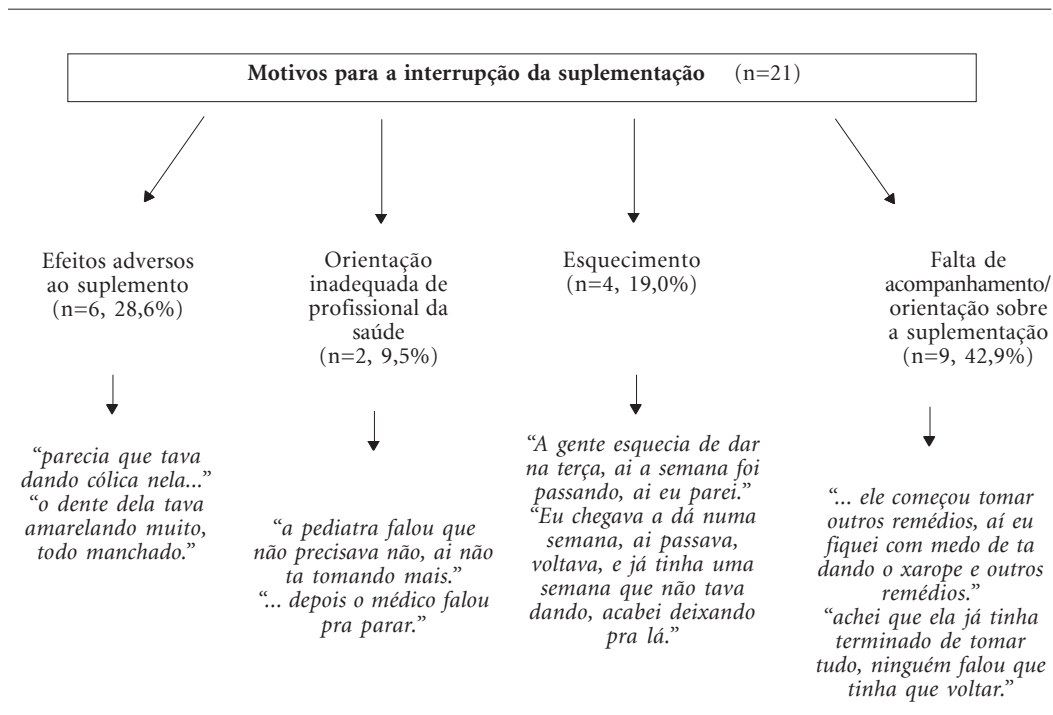 Motivos para a interrupção da suplementação (n=21)
Efeitos adversos
ao suplemento
(n=6, 28,6%)
Orientação
inadequada de
profissional da
saúde
(n=2, 9,5%)
Esquecimento
(n=4, 19,0%)
Falta de
acompanhamento/
orientação sobre
a suplementação
(n=9, 42,9%)
“parecia que tava
dando cólica nela...”
“o dente dela tava
amarelando muito,
todo manchado.”
“a pediatra falou que
não precisava não, ai não
ta tomando mais.”
“... depois o médico falou
pra parar.”
“A gente esquecia de dar
na terça, ai a semana foi
passando, ai eu parei.”
“Eu chegava a dá numa
semana, ai passava,
voltava, e já tinha uma
semana que não tava
dando, acabei deixando
pra lá.”
“... ele começou tomar
outros remédios, aí eu
fiquei com medo de ta
dando o xarope e outros
remédios.”
“achei que ela já tinha
terminado de tomar
tudo, ninguém falou que
tinha que voltar.”